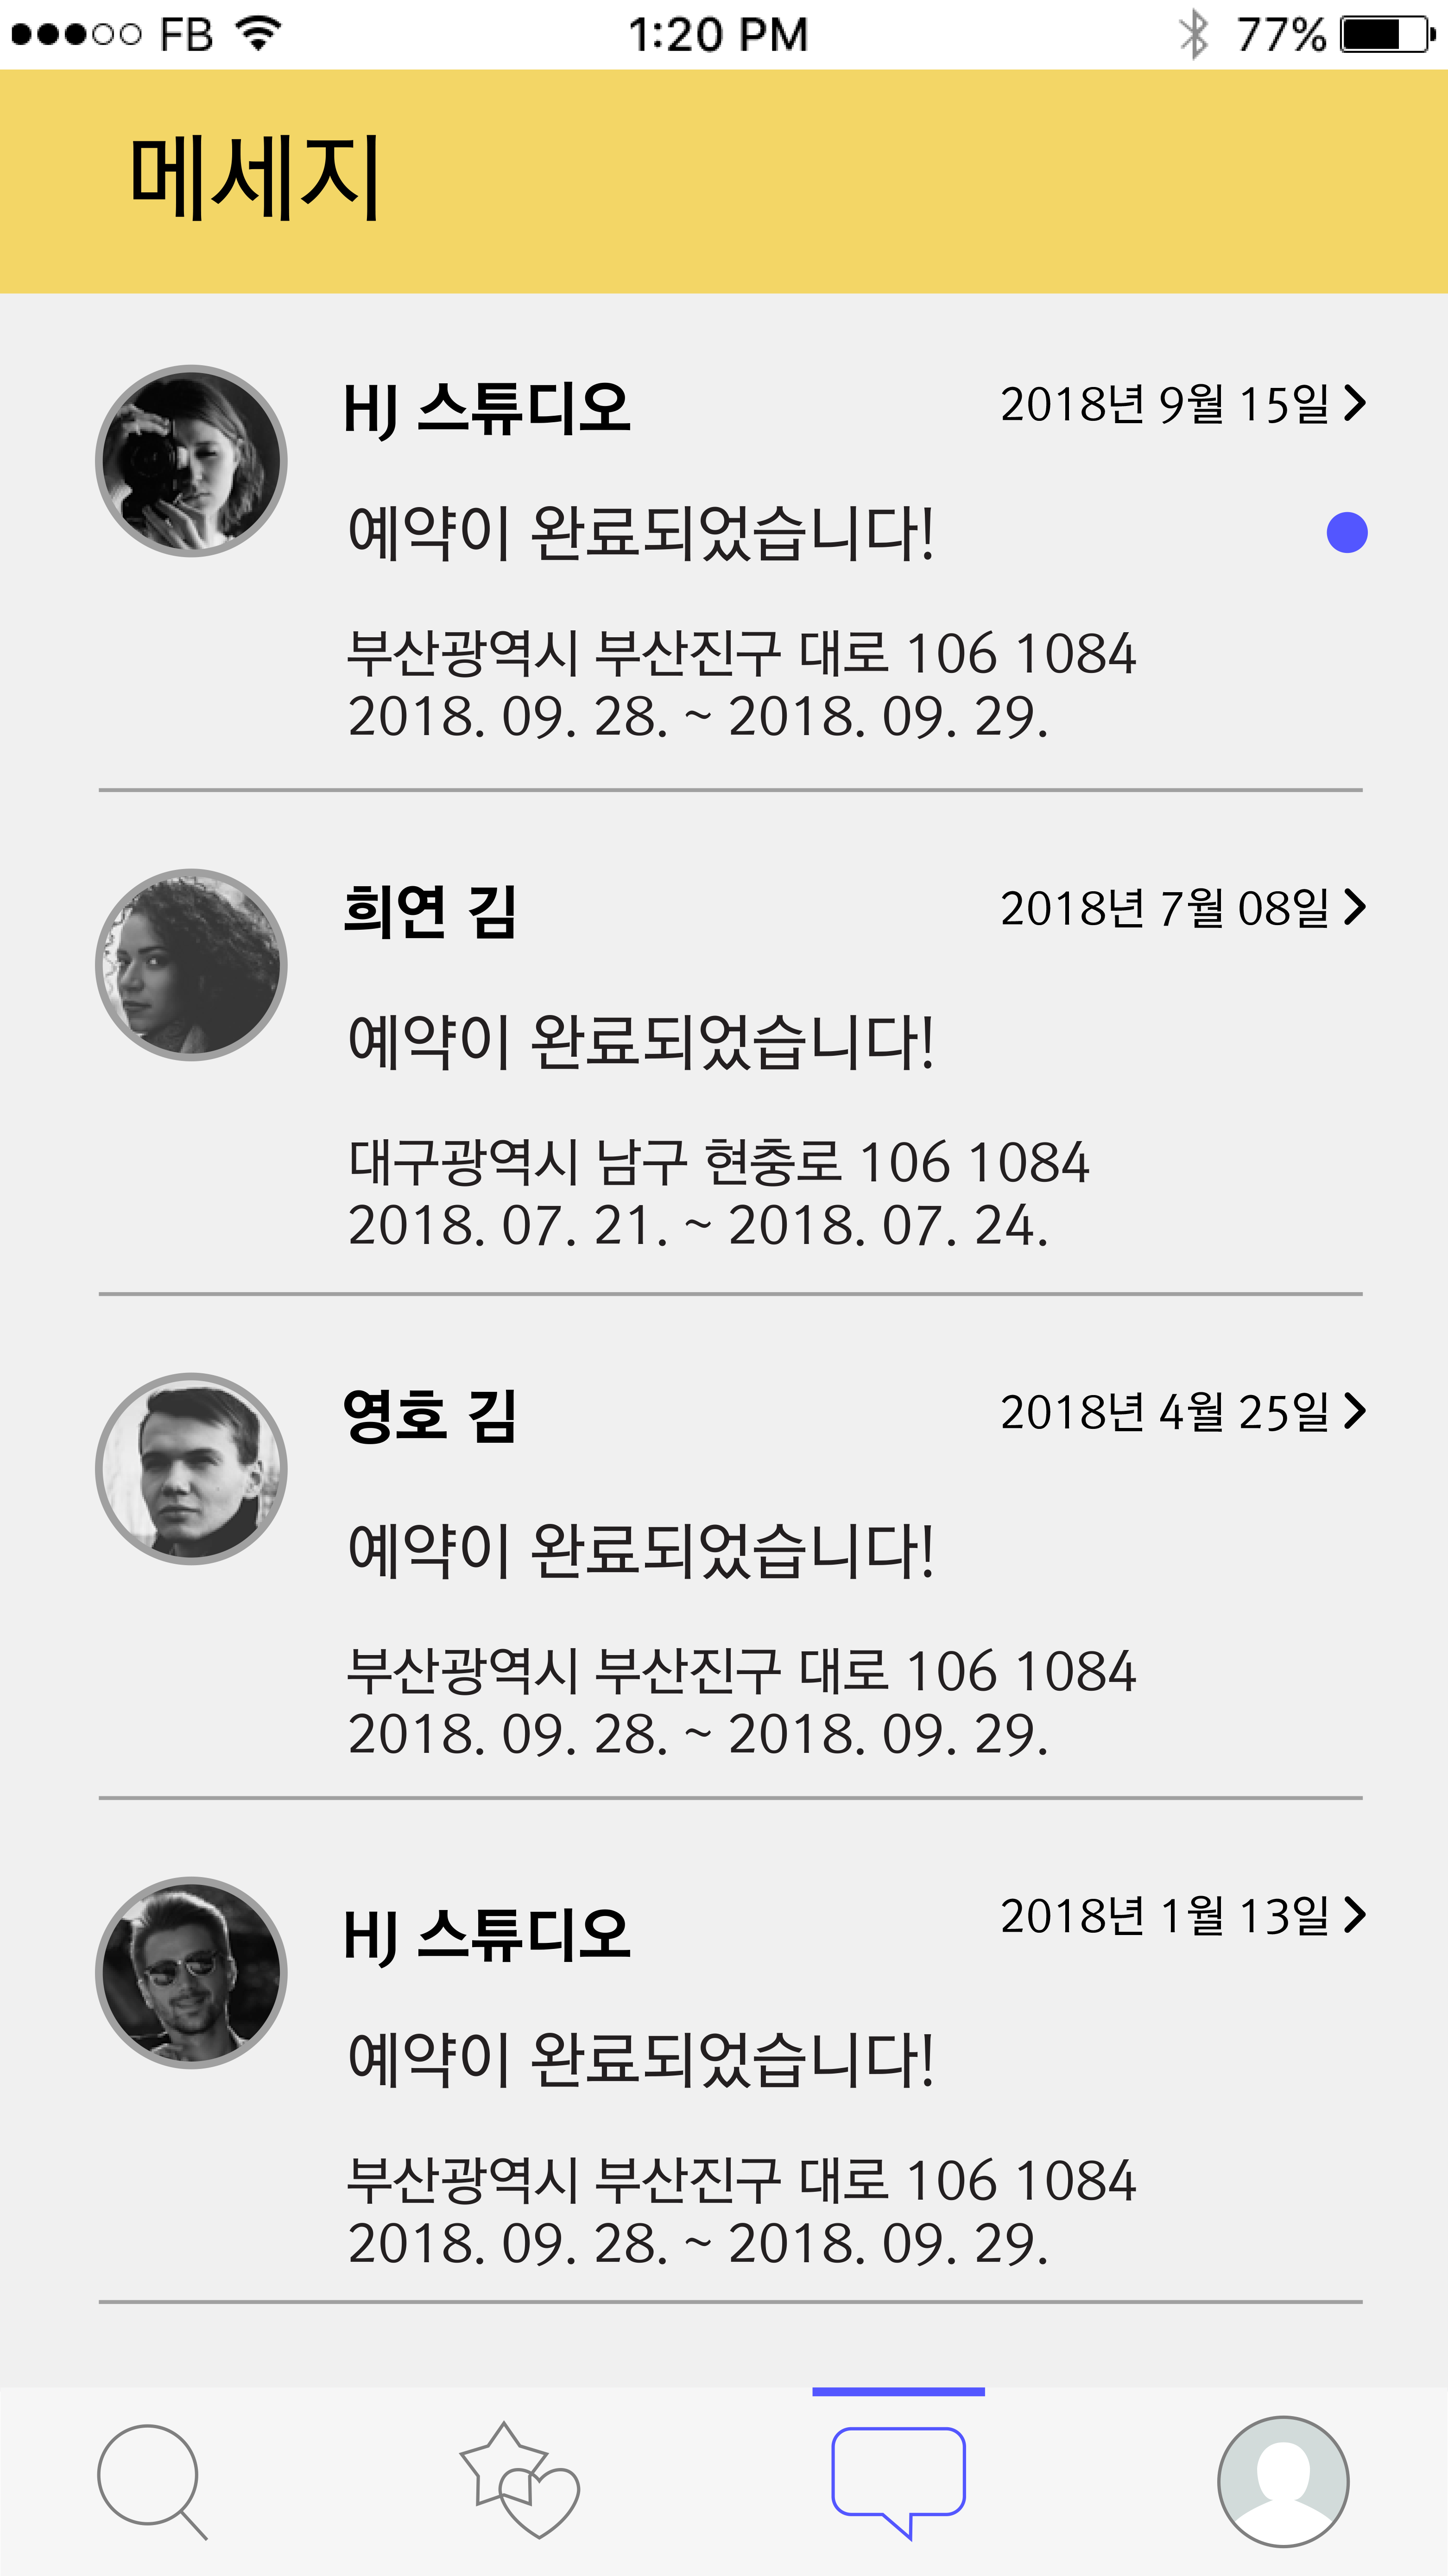 FB 1:20 PM 77%
메세지
HJ 스튜디오 2018년 9월 15일
예약이 완료되었습니다!
부산광역시 부산진구 대로 106 1084
2018. 09. 28. ~ 2018. 09. 29.
희연 김 2018년 7월 08일
예약이 완료되었습니다!
대구광역시 남구 현충로 106 1084
2018. 07. 21. ~ 2018. 07. 24.
영호 김 2018년 4월 25일
예약이 완료되었습니다!
부산광역시 부산진구 대로 106 1084
2018. 09. 28. ~ 2018. 09. 29.
HJ 스튜디오 2018년 1월 13일
예약이 완료되었습니다!
부산광역시 부산진구 대로 106 1084
2018. 09. 28. ~ 2018. 09. 29.